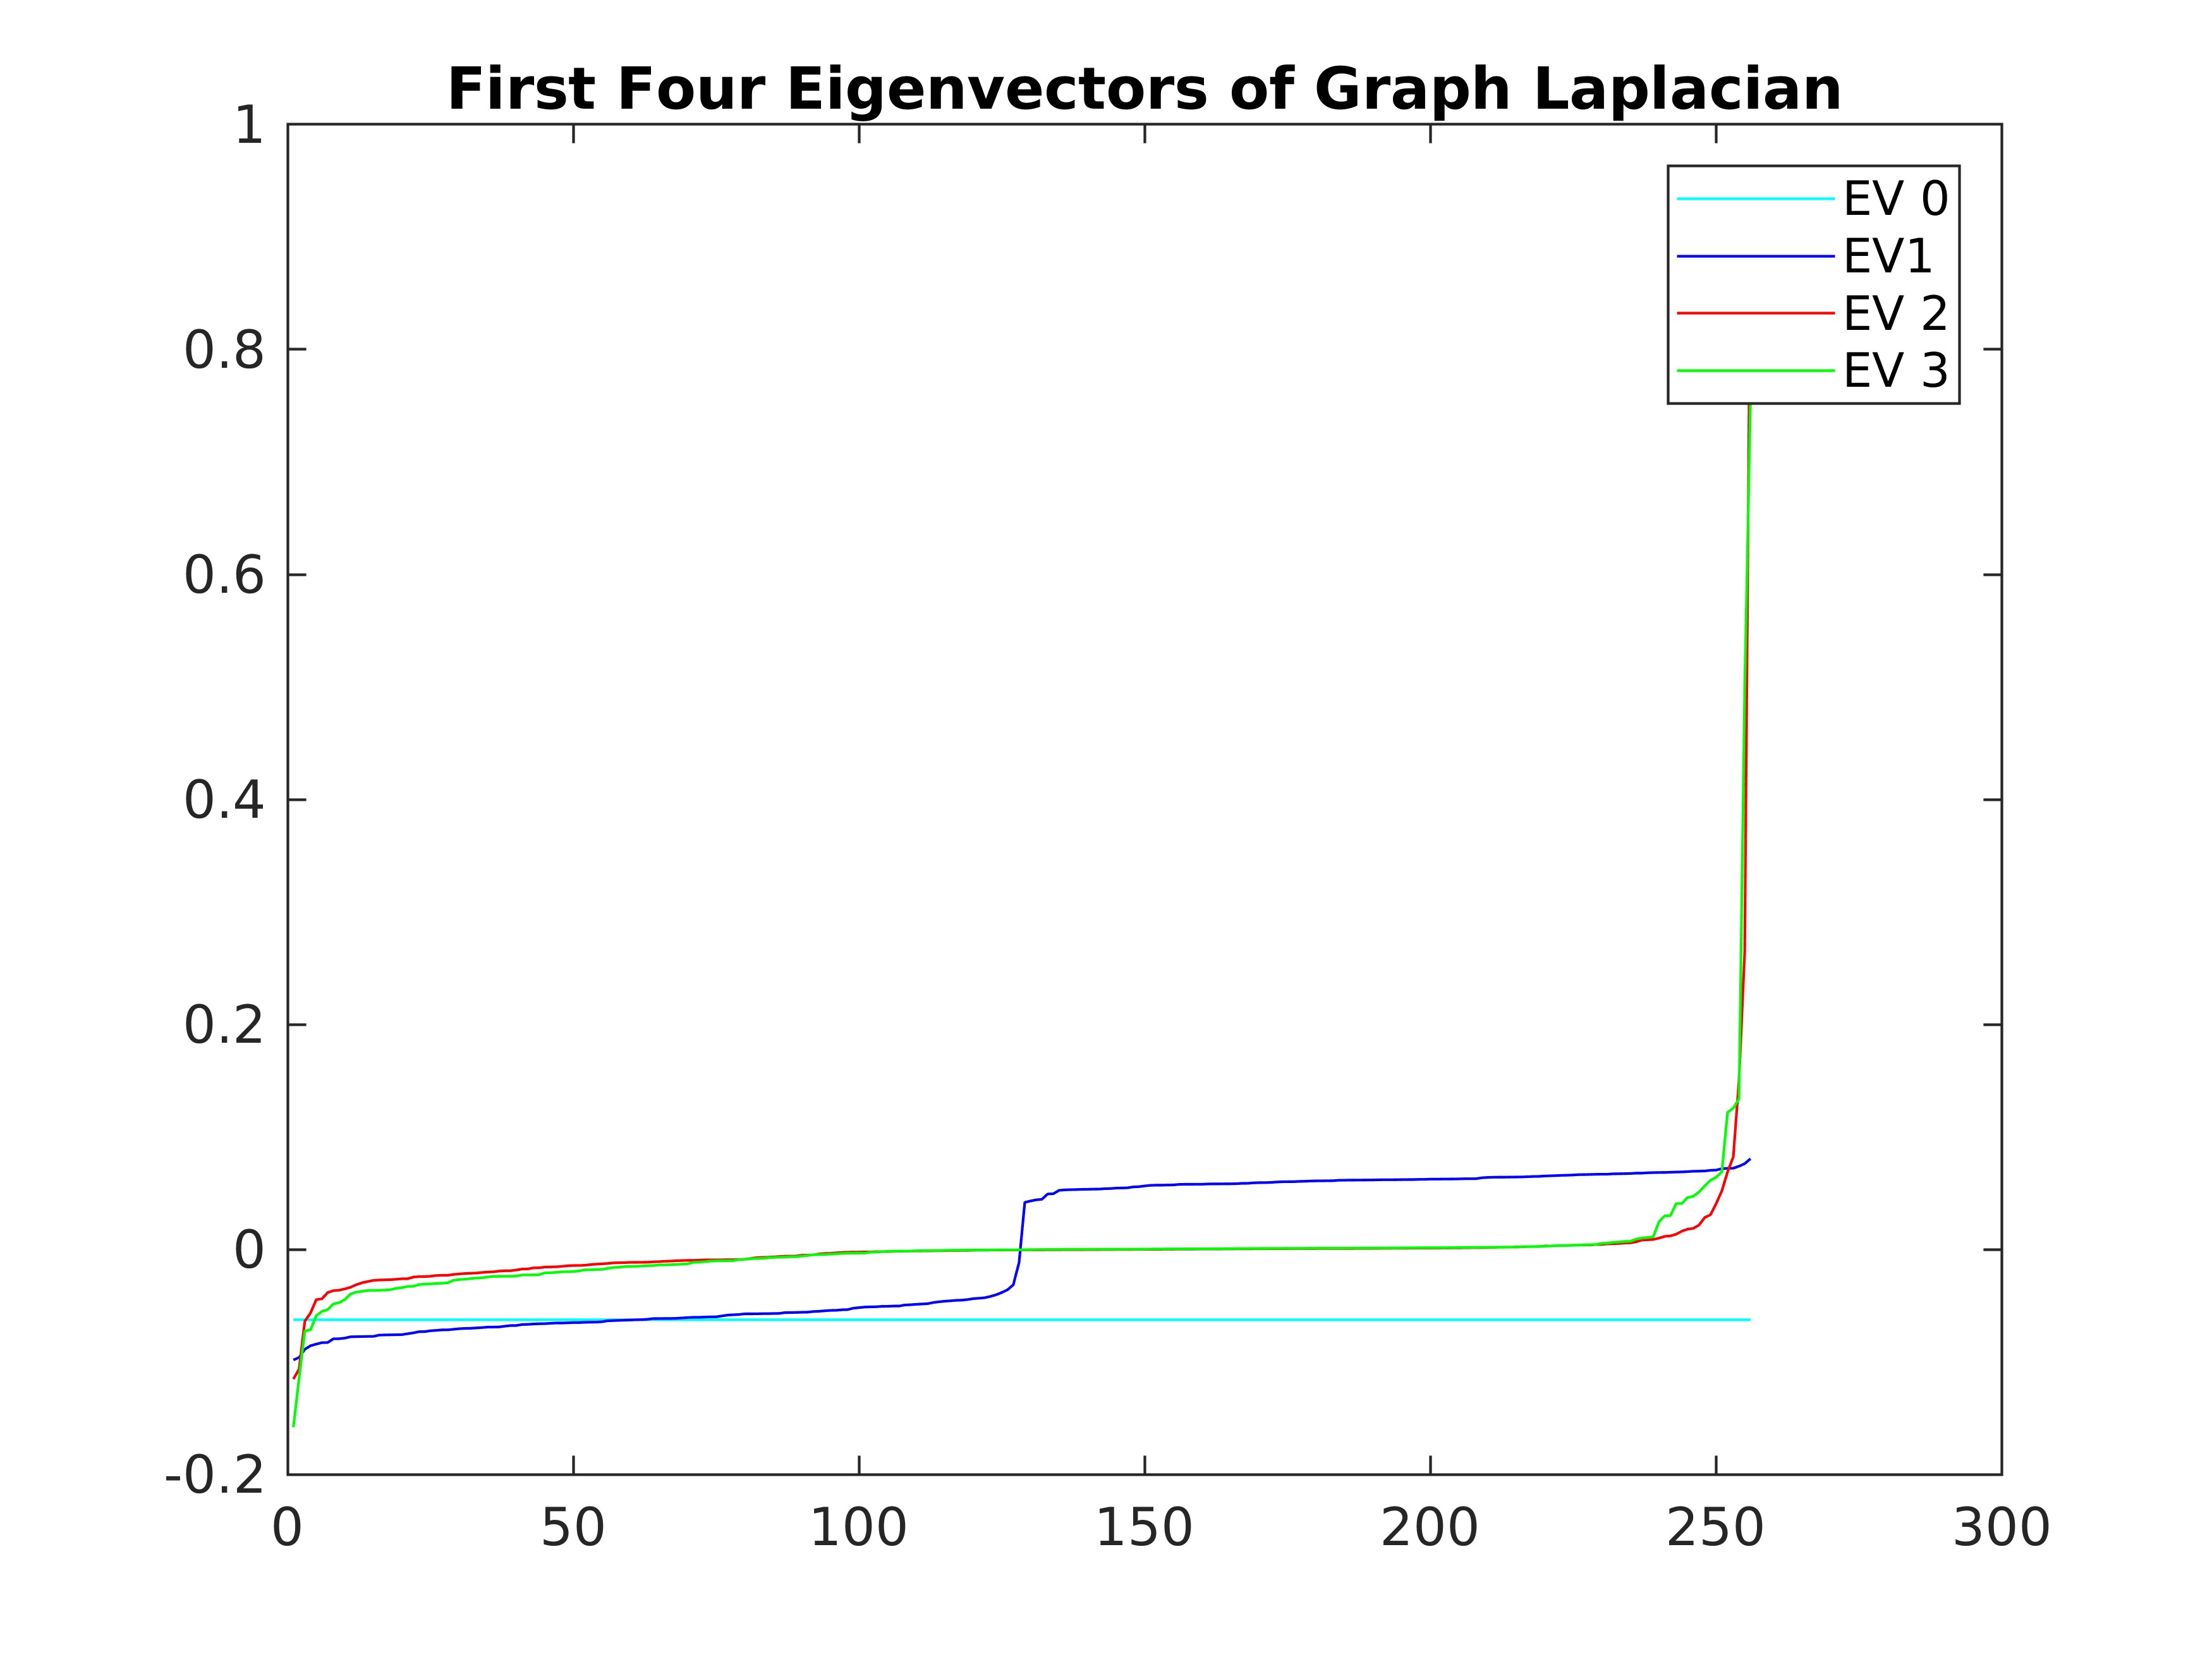 First Four Eigenvectors of Graph Laplacian
1
0.8
0.6
0.4
0.2
0
-0.2
0 50 100 150 200 250 300
EV 0
EV1
EV 2
EV 3